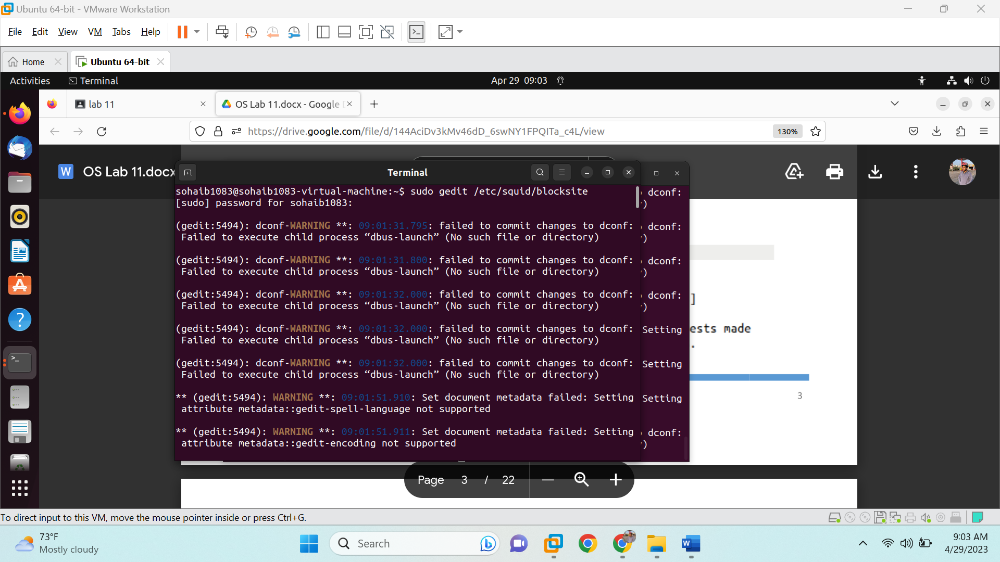 Ubuntu 64-bit - VMware Workstation
File Edit View VM Tabs Help
Home
Ubuntu 64-bit
Activities
Terminal
Apr 29 09:03
lab 11
OS Lab 11.docx - Google
https://drive.google.com/file/d/144AciDv3kMv46dD_6swNY1FPQITa_c4L/view
130%
W
OS Lab 11.docx
Terminal
sohaib1083@sohaib1083-virtual-machine:~$ sudo gedit /etc/squid/blocksite
[sudo] password for sohaib1083:
(gedit:5494): dconf-WARNING **: 09:01:31.795: failed to commit changes to dconf:
Failed to execute child process “dbus-launch” (No such file or directory)
(gedit:5494): dconf-WARNING **: 09:01:31.800: failed to commit changes to dconf:
Failed to execute child process “dbus-launch” (No such file or directory)
(gedit:5494): dconf-WARNING **: 09:01:32.000: failed to commit changes to dconf:
Failed to execute child process “dbus-launch” (No such file or directory)
(gedit:5494): dconf-WARNING **: 09:01:32.000: failed to commit changes to dconf:
Failed to execute child process “dbus-launch” (No such file or directory)
(gedit:5494): dconf-WARNING **: 09:01:32.000: failed to commit changes to dconf:
Failed to execute child process “dbus-launch” (No such file or directory)
** (gedit:5494): WARNING **: 09:01:51.910: Set document metadata failed: Setting
attribute metadata::gedit-spell-language not supported
** (gedit:5494): WARNING **: 09:01:51.911: Set document metadata failed: Setting
attribute metadata::gedit-encoding not supported
dconf:
)
dconf:
)
dconf:
)
dconf:
)
Setting
Setting
Setting
dconf:
)
]
ests made
.
3
Page 3 / 22
To direct input to this VM, move the mouse pointer inside or press Ctrl+G.
73°F
Mostly cloudy
Search
9:03 AM
4/29/2023